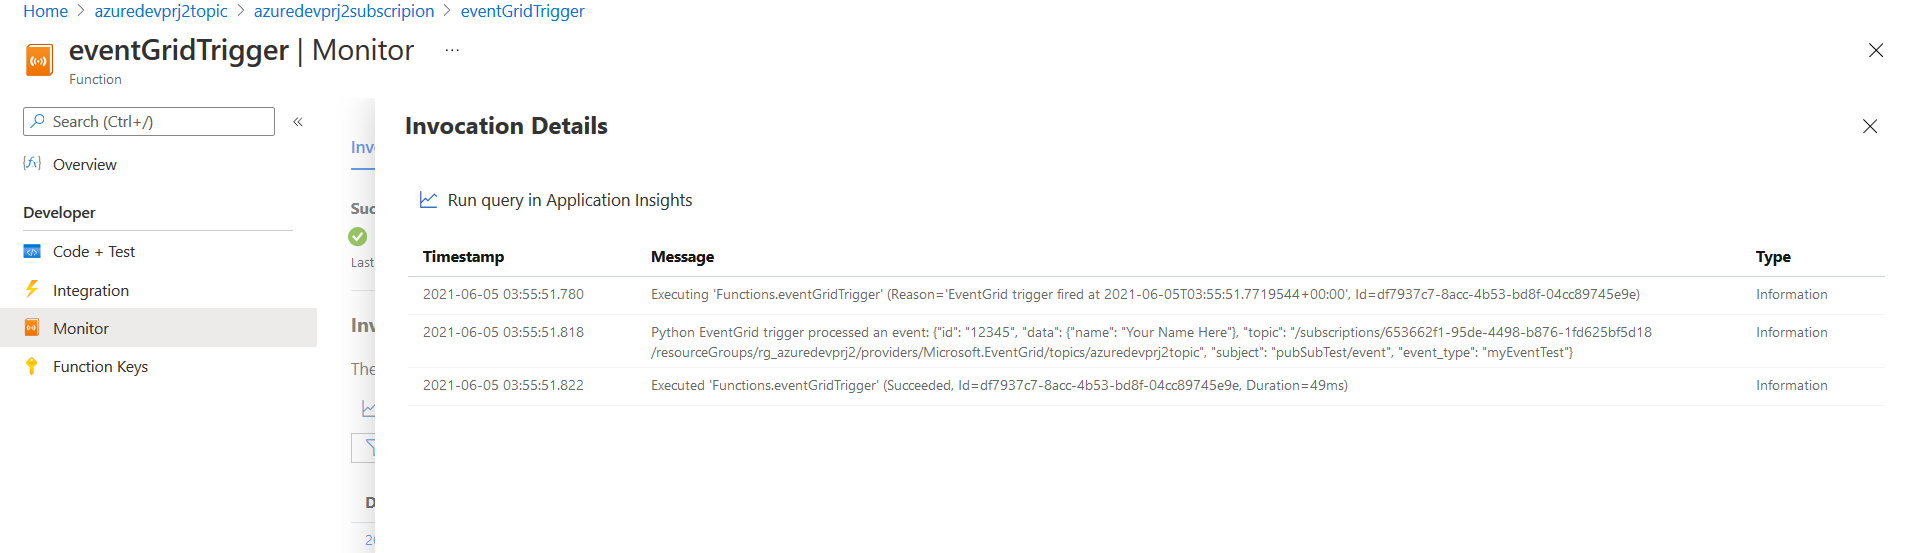 Home > azuredevprj2topic > azuredevprj2subscripion > eventGridTrigger
eventGridTrigger | Monitor ...
Function
Search (Ctrl+/)
«
Overview
Developer
Code + Test
Integration
Monitor
Function Keys
Invocation Details
Run query in Application Insights
Timestamp Message Type
2021-06-05 03:55:51.780 Executing 'Functions.eventGridTrigger' (Reason='EventGrid trigger fired at 2021-06-05T03:55:51.7719544+00:00', Id=df7937c7-8acc-4b53-bd8f-04cc89745e9e) Information
2021-06-05 03:55:51.818 Python EventGrid trigger processed an event: {"id": "12345", "data": {"name": "Your Name Here"}, "topic": "/subscriptions/653662f1-95de-4498-b876-1fd625bf5d18 Information
/resourceGroups/rg_azuredevprj2/providers/Microsoft.EventGrid/topics/azuredevprj2topic", "subject": "pubSubTest/event", "event_type": "myEventTest"}
2021-06-05 03:55:51.822 Executed 'Functions.eventGridTrigger' (Succeeded, Id=df7937c7-8acc-4b53-bd8f-04cc89745e9e, Duration=49ms) Information
Suc
Last
Inv
The
D